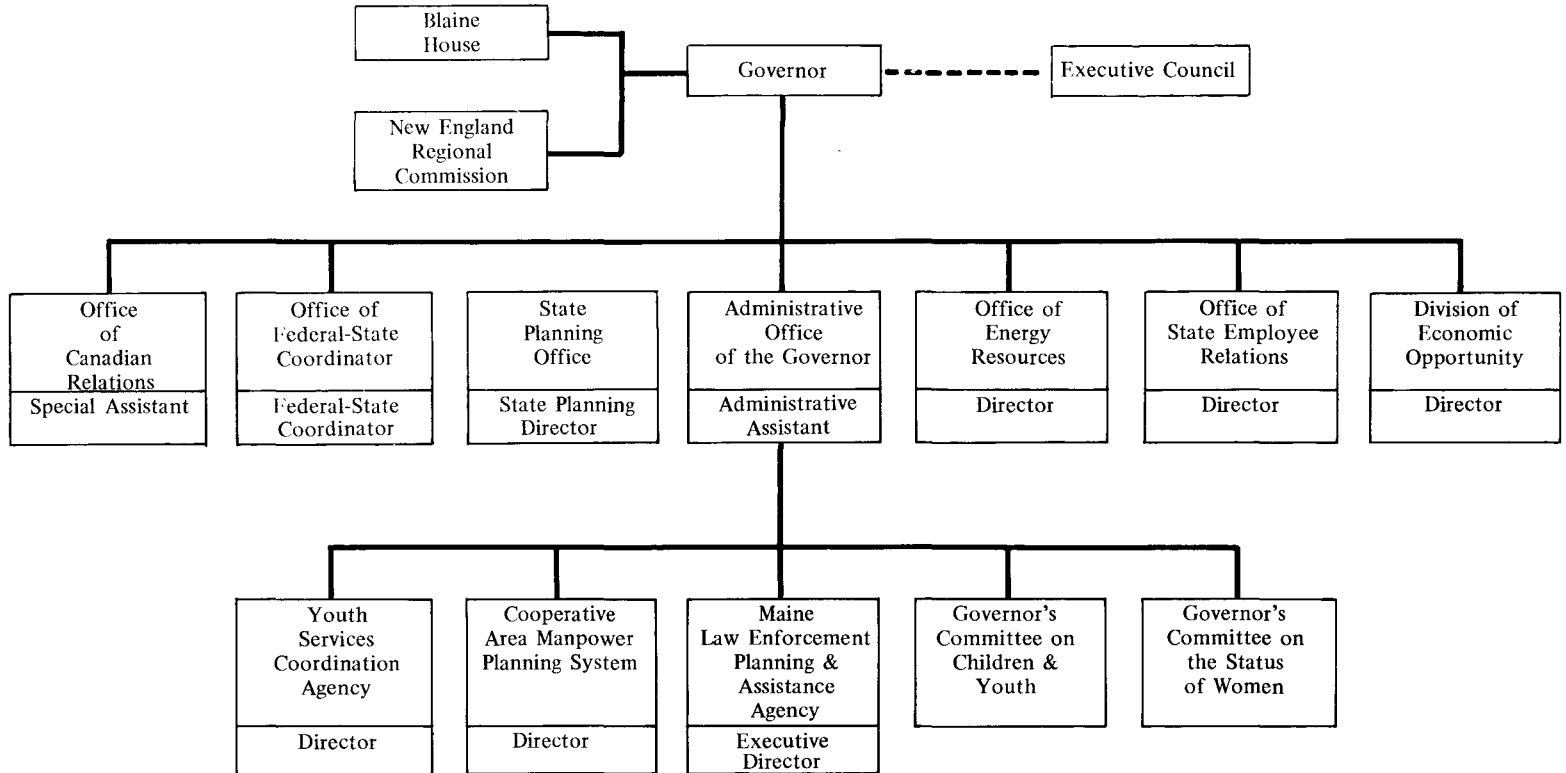 Blaine
House
Governor
Executive Council
New England
Regional
Commission
Office
of
Canadian
Relations
Special Assistant
Office of
Federal-State
Coordinator
Federal-State
Coordinator
State
Planning
Office
State Planning
Director
Administrative
Office
of the Governor
Administrative
Assistant
Office of
Energy
Resources
Director
Office of
State Employee
Relations
Director
Division of
Economic
Opportunity
Director
Youth
Services
Coordination
Agency
Director
Cooperative
Area Manpower
Planning System
Director
Maine
Law Enforcement
Planning &
Assistance
Agency
Executive
Director
Governor's
Committee on
Children &
Youth
Governor's
Committee on
the Status
of Women